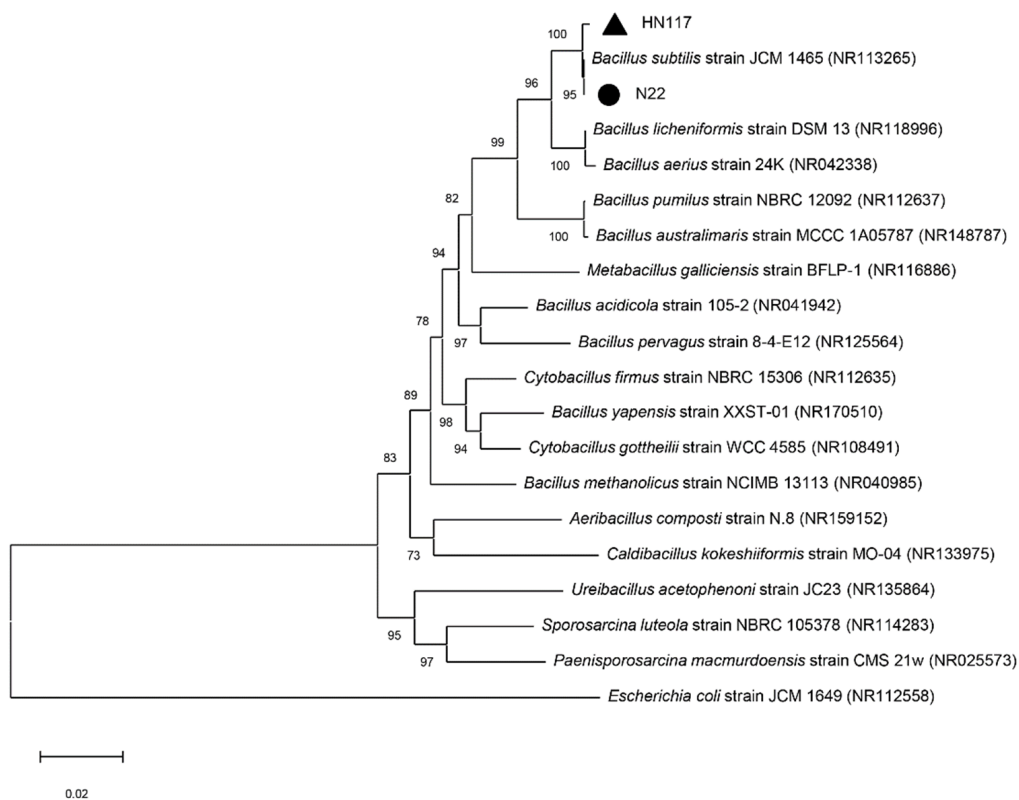 HN117
100
Bacillus subtilis strain JCM 1465 (NR113265)
96
95
N22
Bacillus licheniformis strain DSM 13 (NR118996)
99
100
Bacillus aerius strain 24K (NR042338)
82
Bacillus pumilus strain NBRC 12092 (NR112637)
100
Bacillus australimaris strain MCCC 1A05787 (NR148787)
94
Metabacillus galliciensis strain BFLP-1 (NR116886)
Bacillus acidicola strain 105-2 (NR041942)
78
97
Bacillus pervagus strain 8-4-E12 (NR125564)
Cytobacillus firmus strain NBRC 15306 (NR112635)
89
98
Bacillus yapensis strain XXST-01 (NR170510)
94
Cytobacillus gottheilii strain WCC 4585 (NR108491)
83
Bacillus methanolicus strain NCIMB 13113 (NR040985)
Aeribacillus composti strain N.8 (NR159152)
73
Caldibacillus kokeshiiformis strain MO-04 (NR133975)
Ureibacillus acetophenoni strain JC23 (NR135864)
95
Sporosarcina luteola strain NBRC 105378 (NR114283)
97
Paenisporosarcina macmurdoensis strain CMS 21w (NR025573)
Escherichia coli strain JCM 1649 (NR112558)
0.02